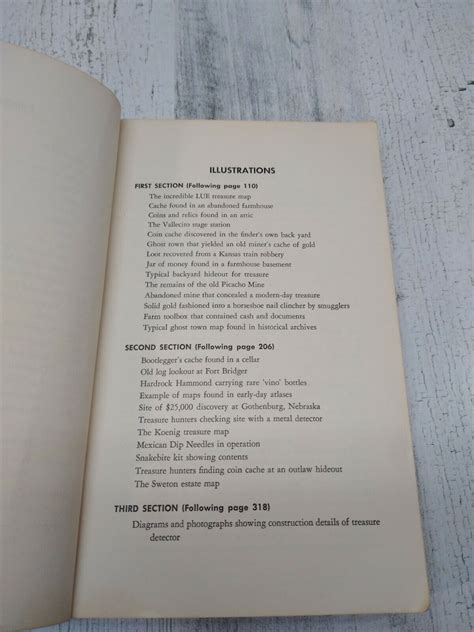 ILLUSTRATIONS
FIRST SECTION (Following page 110)
The incredible LUE treasure map
Cache found in an abandoned farmhouse
Coins and relics found in an attic
The Vallecito stage station
Coin cache discovered in the finder's own back yard
Ghost town that yielded an old miner's cache of gold
Loot recovered from a Kansas train robbery
Jar of money found in a farmhouse basement
Typical backyard hideout for treasure
The remains of the old Picacho Mine
Abandoned mine that concealed a modern-day treasure
Solid gold fashioned into a horseshoe nail clincher by smugglers
Farm toolbox that contained cash and documents
Typical ghost town map found in historical archives
SECOND SECTION (Following page 206)
Bootlegger's cache found in a cellar
Old log lookout at Fort Bridger
Hardrock Hammond carrying rare 'vino' bottles
Example of maps found in early-day atlases
Site of $25,000 discovery at Gothenburg, Nebraska
Treasure hunters checking site with a metal detector
The Koenig treasure map
Mexican Dip Needles in operation
Snakebite kit showing contents
Treasure hunters finding coin cache at an outlaw hideout
The Sweton estate map
THIRD SECTION (Following page 318)
Diagrams and photographs showing construction details of treasure
detector